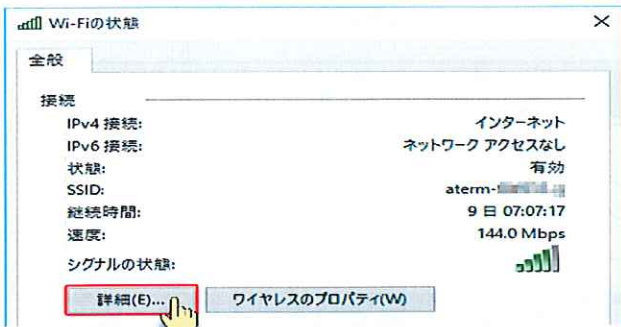 Wi-Fiの状態
全般
接続
IPv4 接続: インターネット
IPv6 接続: ネットワーク アクセスなし
状態: 有効
SSID: aterm-
継続時間: 9 日 07:07:17
速度: 144.0 Mbps
シグナルの状態:
詳細(E)... ワイヤレスのプロパティ(W)